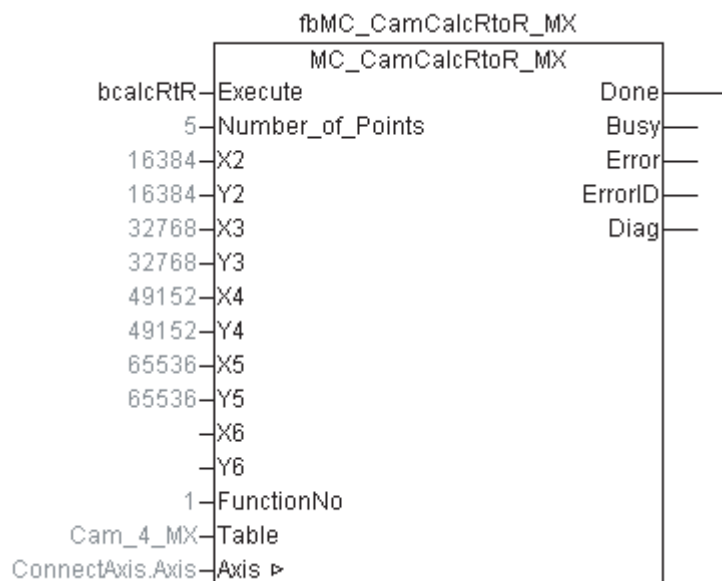 fbMC_CamCalcRtoR_MX
MC_CamCalcRtoR_MX
bcalcRtR Execute Done
5 Number_of_Points Busy
16384 X2 Error
16384 Y2 ErrorID
32768 X3 Diag
32768 Y3
49152 X4
49152 Y4
65536 X5
65536 Y5
X6
Y6
1 FunctionNo
Cam_4_MX Table
ConnectAxis.Axis Axis ▹